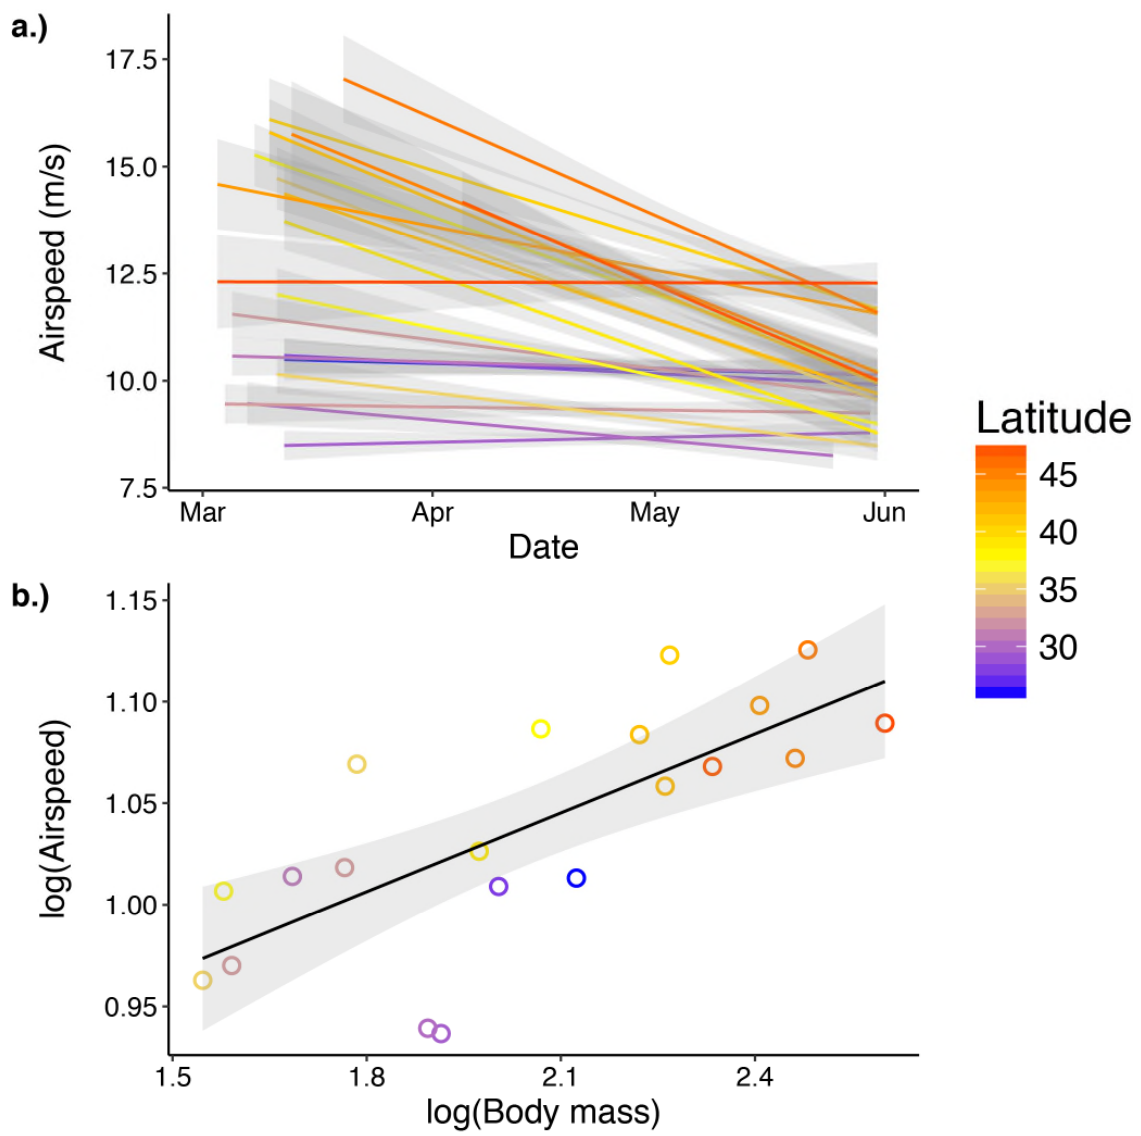 a.)
17.5
15.0
12.5
10.0
7.5
Airspeed (m/s)
Mar Apr May Jun
Date
Latitude
45
40
35
30
b.)
1.15
1.10
1.05
1.00
0.95
log(Airspeed)
1.5 1.8 2.1 2.4
log(Body mass)